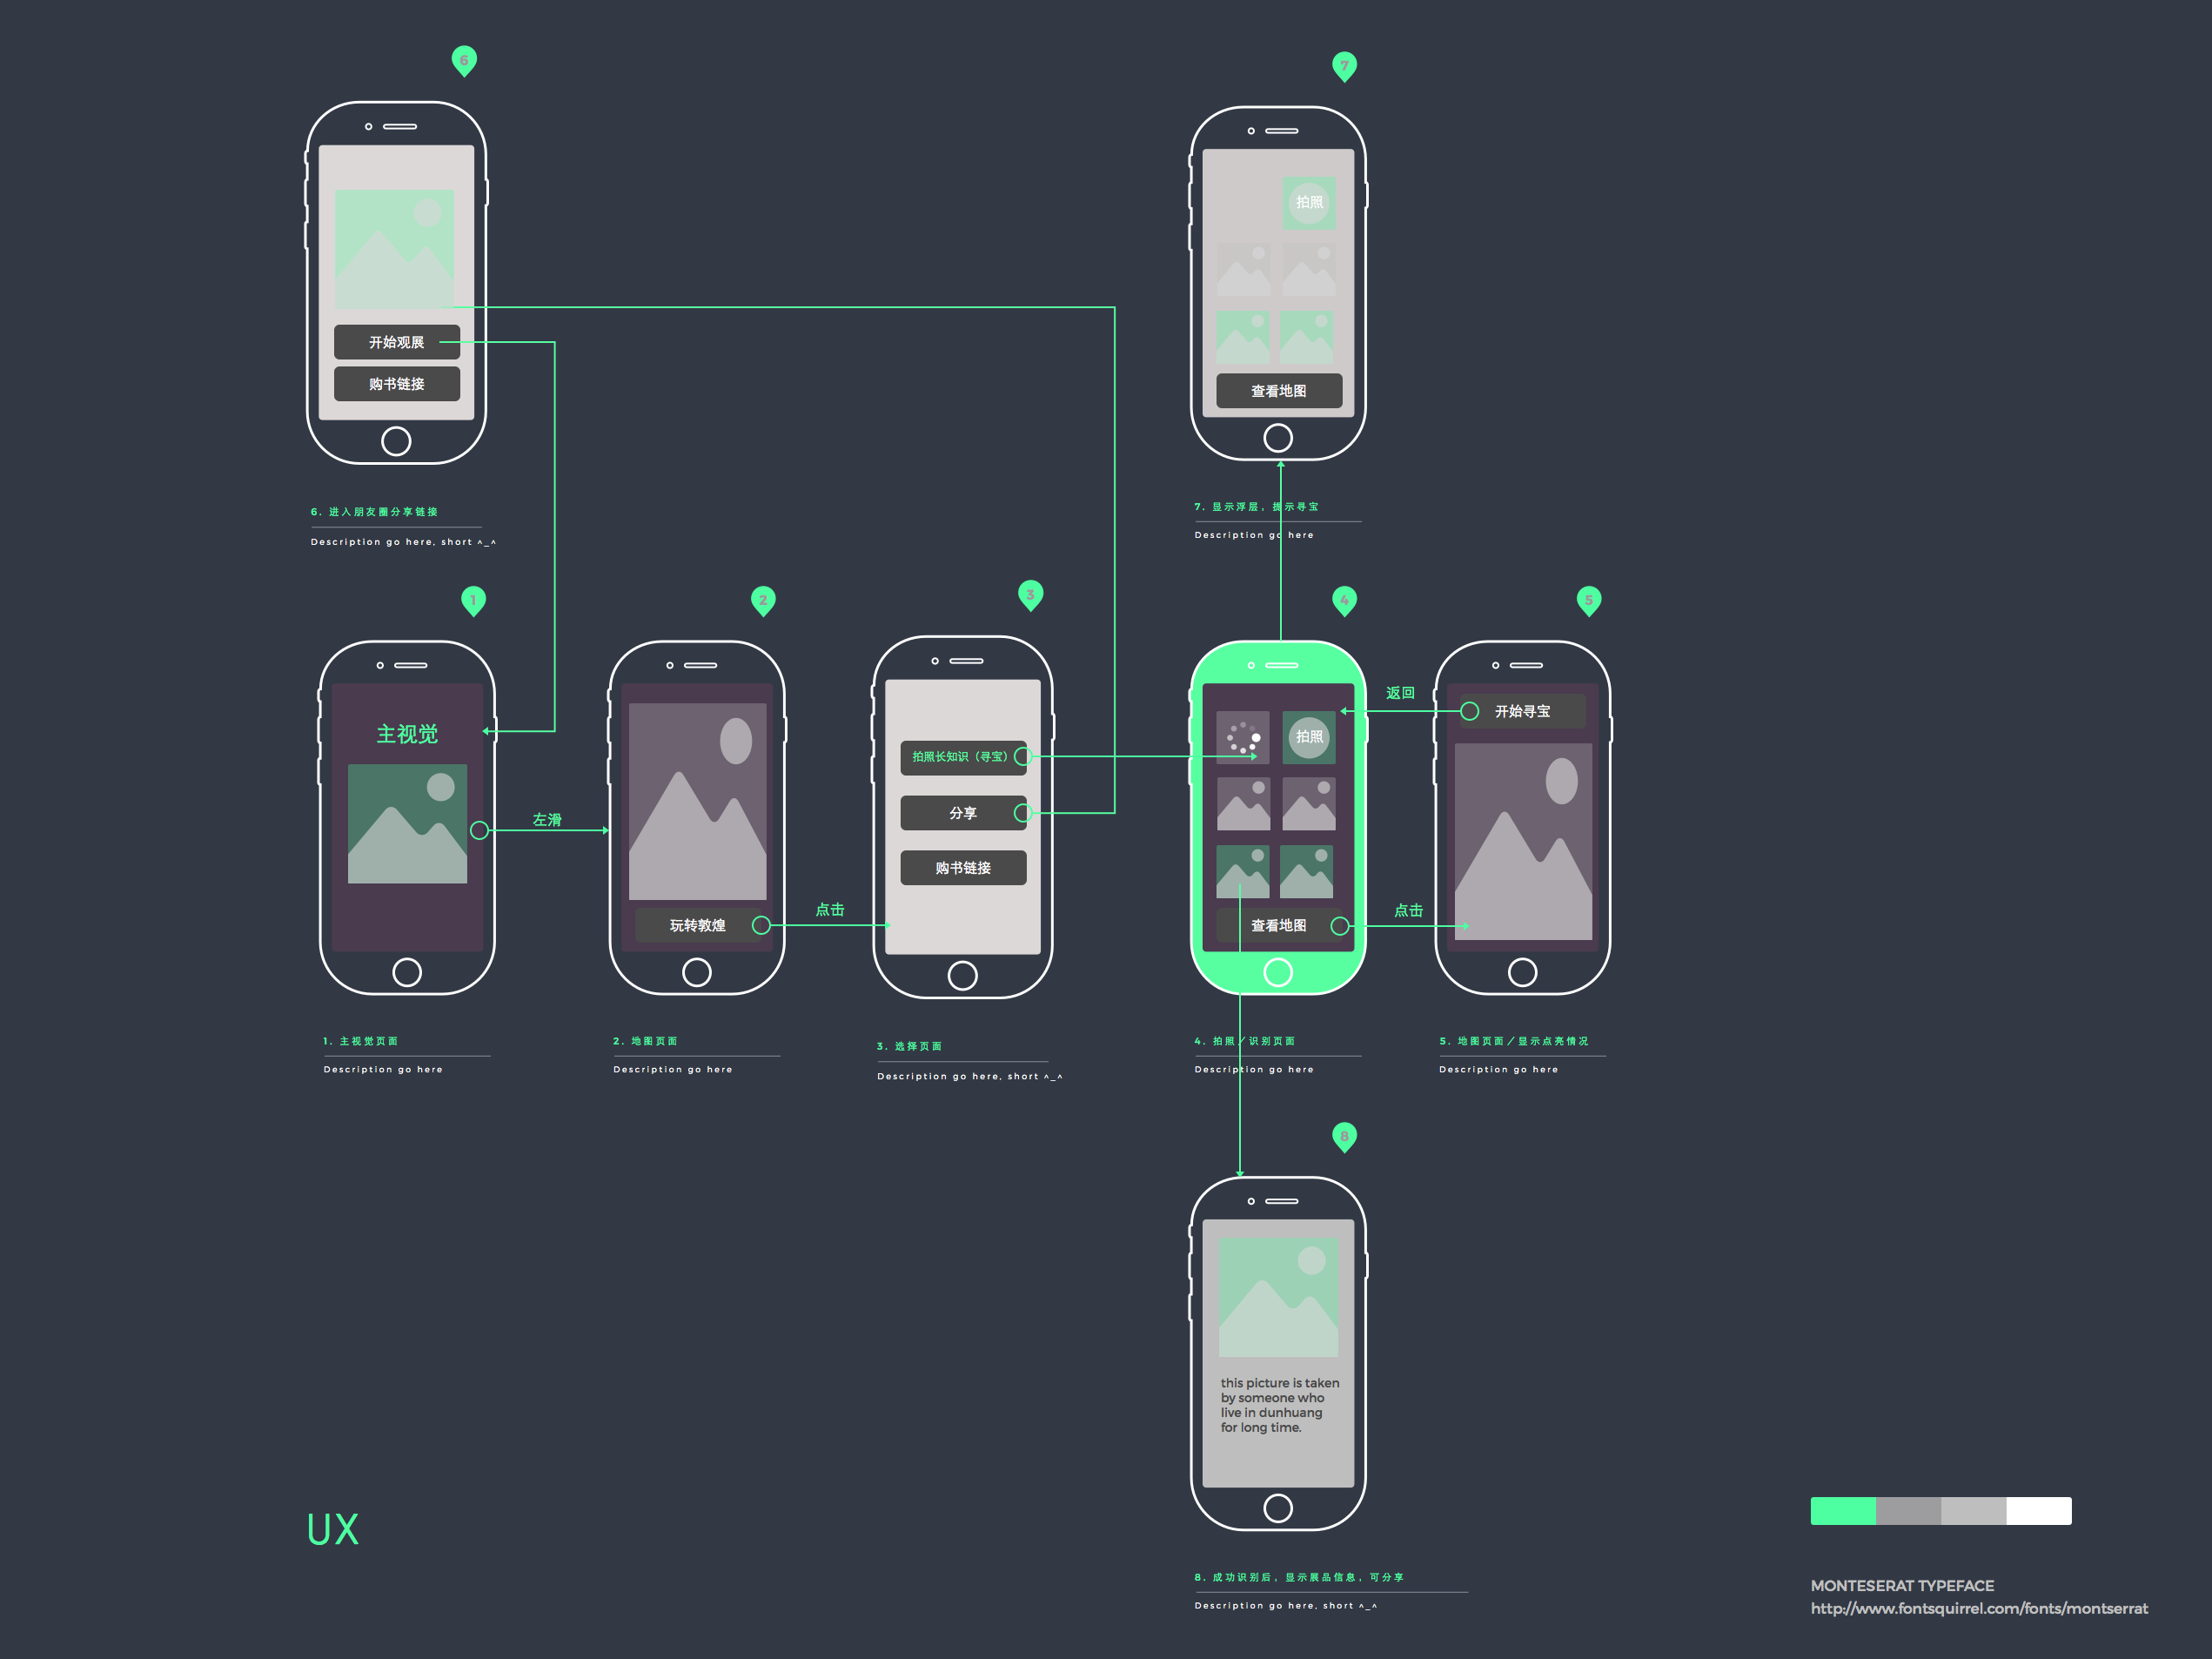 6
开始观展
购书链接
6. 进入朋友圈分享链接
Description go here, short ^_^
7
拍照
查看地图
7. 显示浮层，提示寻宝
Description go here
1
主视觉
左滑
1. 主视觉页面
Description go here
2
玩转敦煌
点击
2. 地图页面
Description go here
3
拍照长知识（寻宝）
分享
购书链接
3. 选择页面
Description go here, short ^_^
4
拍照
查看地图
返回
点击
4. 拍照／识别页面
Description go here
5
开始寻宝
5. 地图页面／显示点亮情况
Description go here
8
this picture is taken
by someone who
live in dunhuang
for long time.
8. 成功识别后，显示展品信息，可分享
Description go here, short ^_^
UX
MONTESERAT TYPEFACE
http://www.fontsquirrel.com/fonts/montserrat